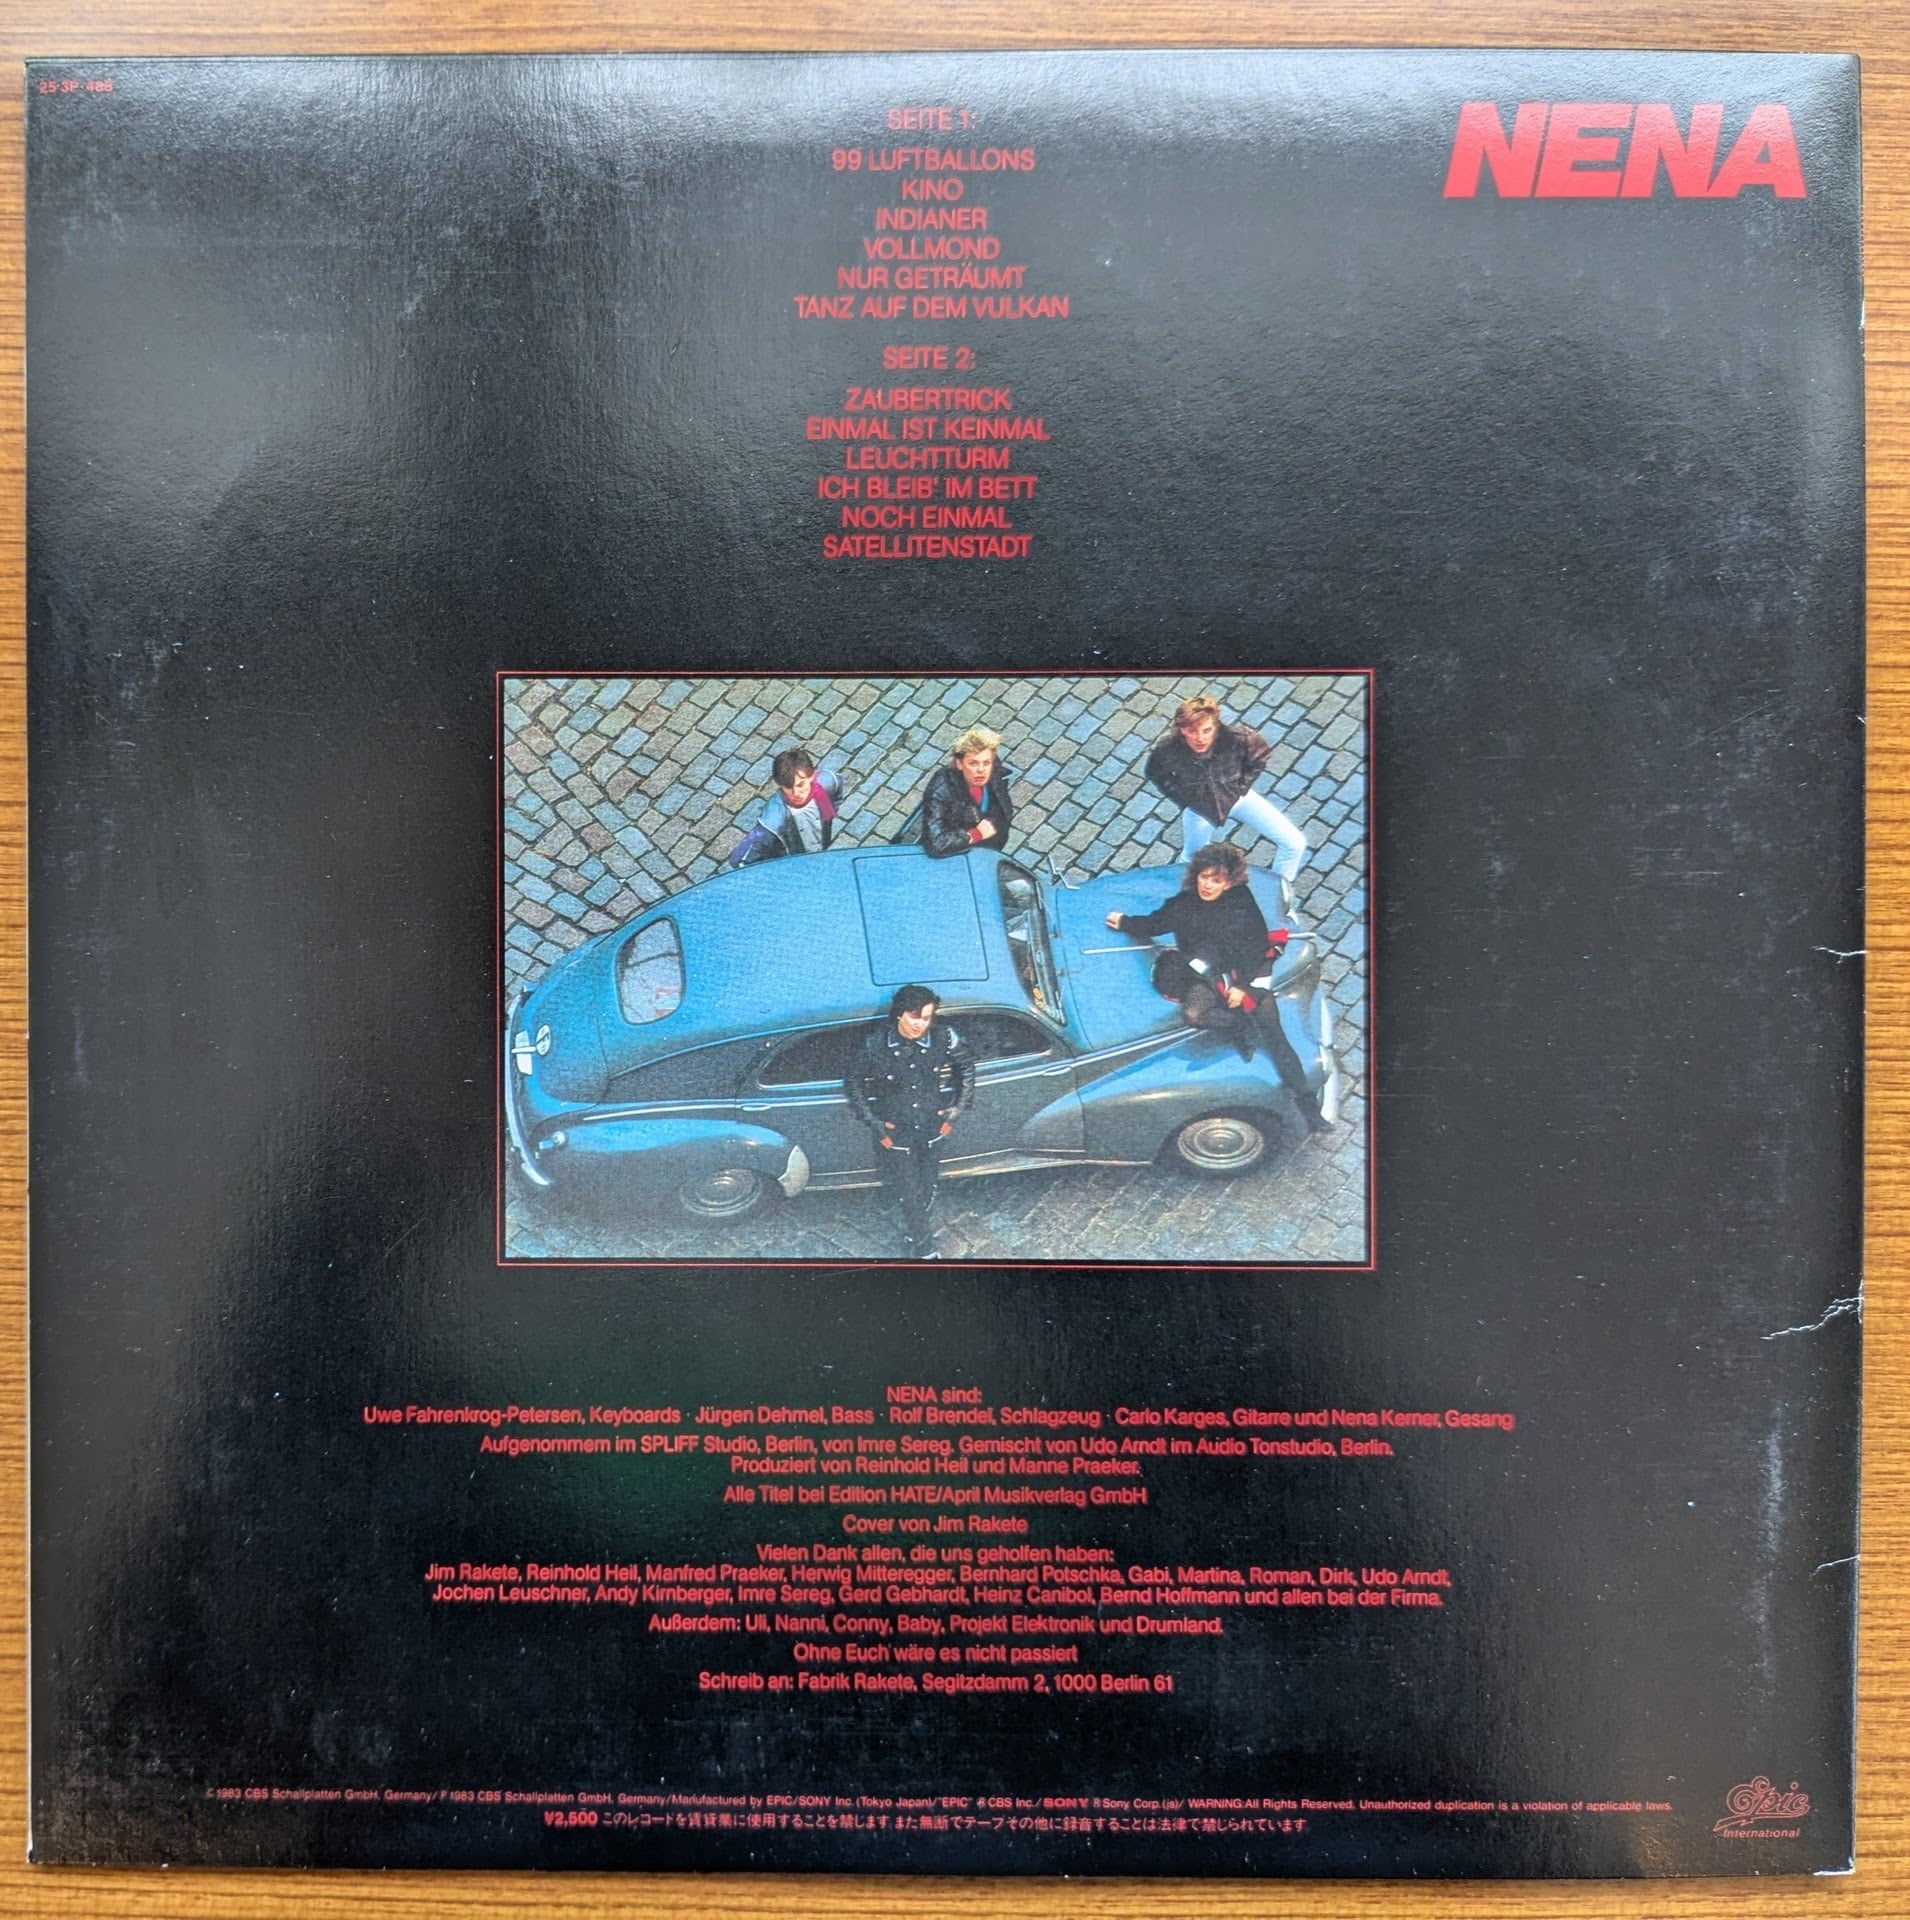 25·3P-488
NENA
SEITE 1:
99 LUFTBALLONS
KINO
INDIANER
VOLLMOND
NUR GETRÄUMT
TANZ AUF DEM VULKAN
SEITE 2:
ZAUBERTRICK
EINMAL IST KEINMAL
LEUCHTTURM
ICH BLEIB' IM BETT
NOCH EINMAL
SATELLITENSTADT
NENA sind:
Uwe Fahrenkrog-Petersen, Keyboards · Jürgen Dehmel, Bass · Rolf Brendel, Schlagzeug · Carlo Karges, Gitarre und Nena Kerner, Gesang
Aufgenommem im SPLIFF Studio, Berlin, von Imre Sereg. Gemischt von Udo Arndt im Audio Tonstudio, Berlin.
Produziert von Reinhold Heil und Manne Praeker.
Alle Titel bei Edition HATE/April Musikverlag GmbH
Cover von Jim Rakete
Vielen Dank allen, die uns geholfen haben:
Jim Rakete, Reinhold Heil, Manfred Praeker, Herwig Mitteregger, Bernhard Potschka, Gabi, Martina, Roman, Dirk, Udo Arndt,
Jochen Leuschner, Andy Kirnberger, Imre Sereg, Gerd Gebhardt, Heinz Canibol, Bernd Hoffmann und allen bei der Firma.
Außerdem: Uli, Nanni, Conny, Baby, Projekt Elektronik und Drumland.
Ohne Euch wäre es nicht passiert
Schreib an: Fabrik Rakete, Segitzdamm 2, 1000 Berlin 61
© 1983 CBS Schallplatten GmbH, Germany/ ℗ 1983 CBS Schallplatten GmbH, Germany/Manufactured by EPIC/SONY Inc. (Tokyo Japan)/"EPIC" ® CBS Inc./ SONY ® Sony Corp. (js)/ WARNING:All Rights Reserved. Unauthorized duplication is a violation of applicable laws.
¥2,500 このレコードを賃貸業に使用することを禁じます また無断でテープその他に録音することは法律で禁じられています
Epic
International